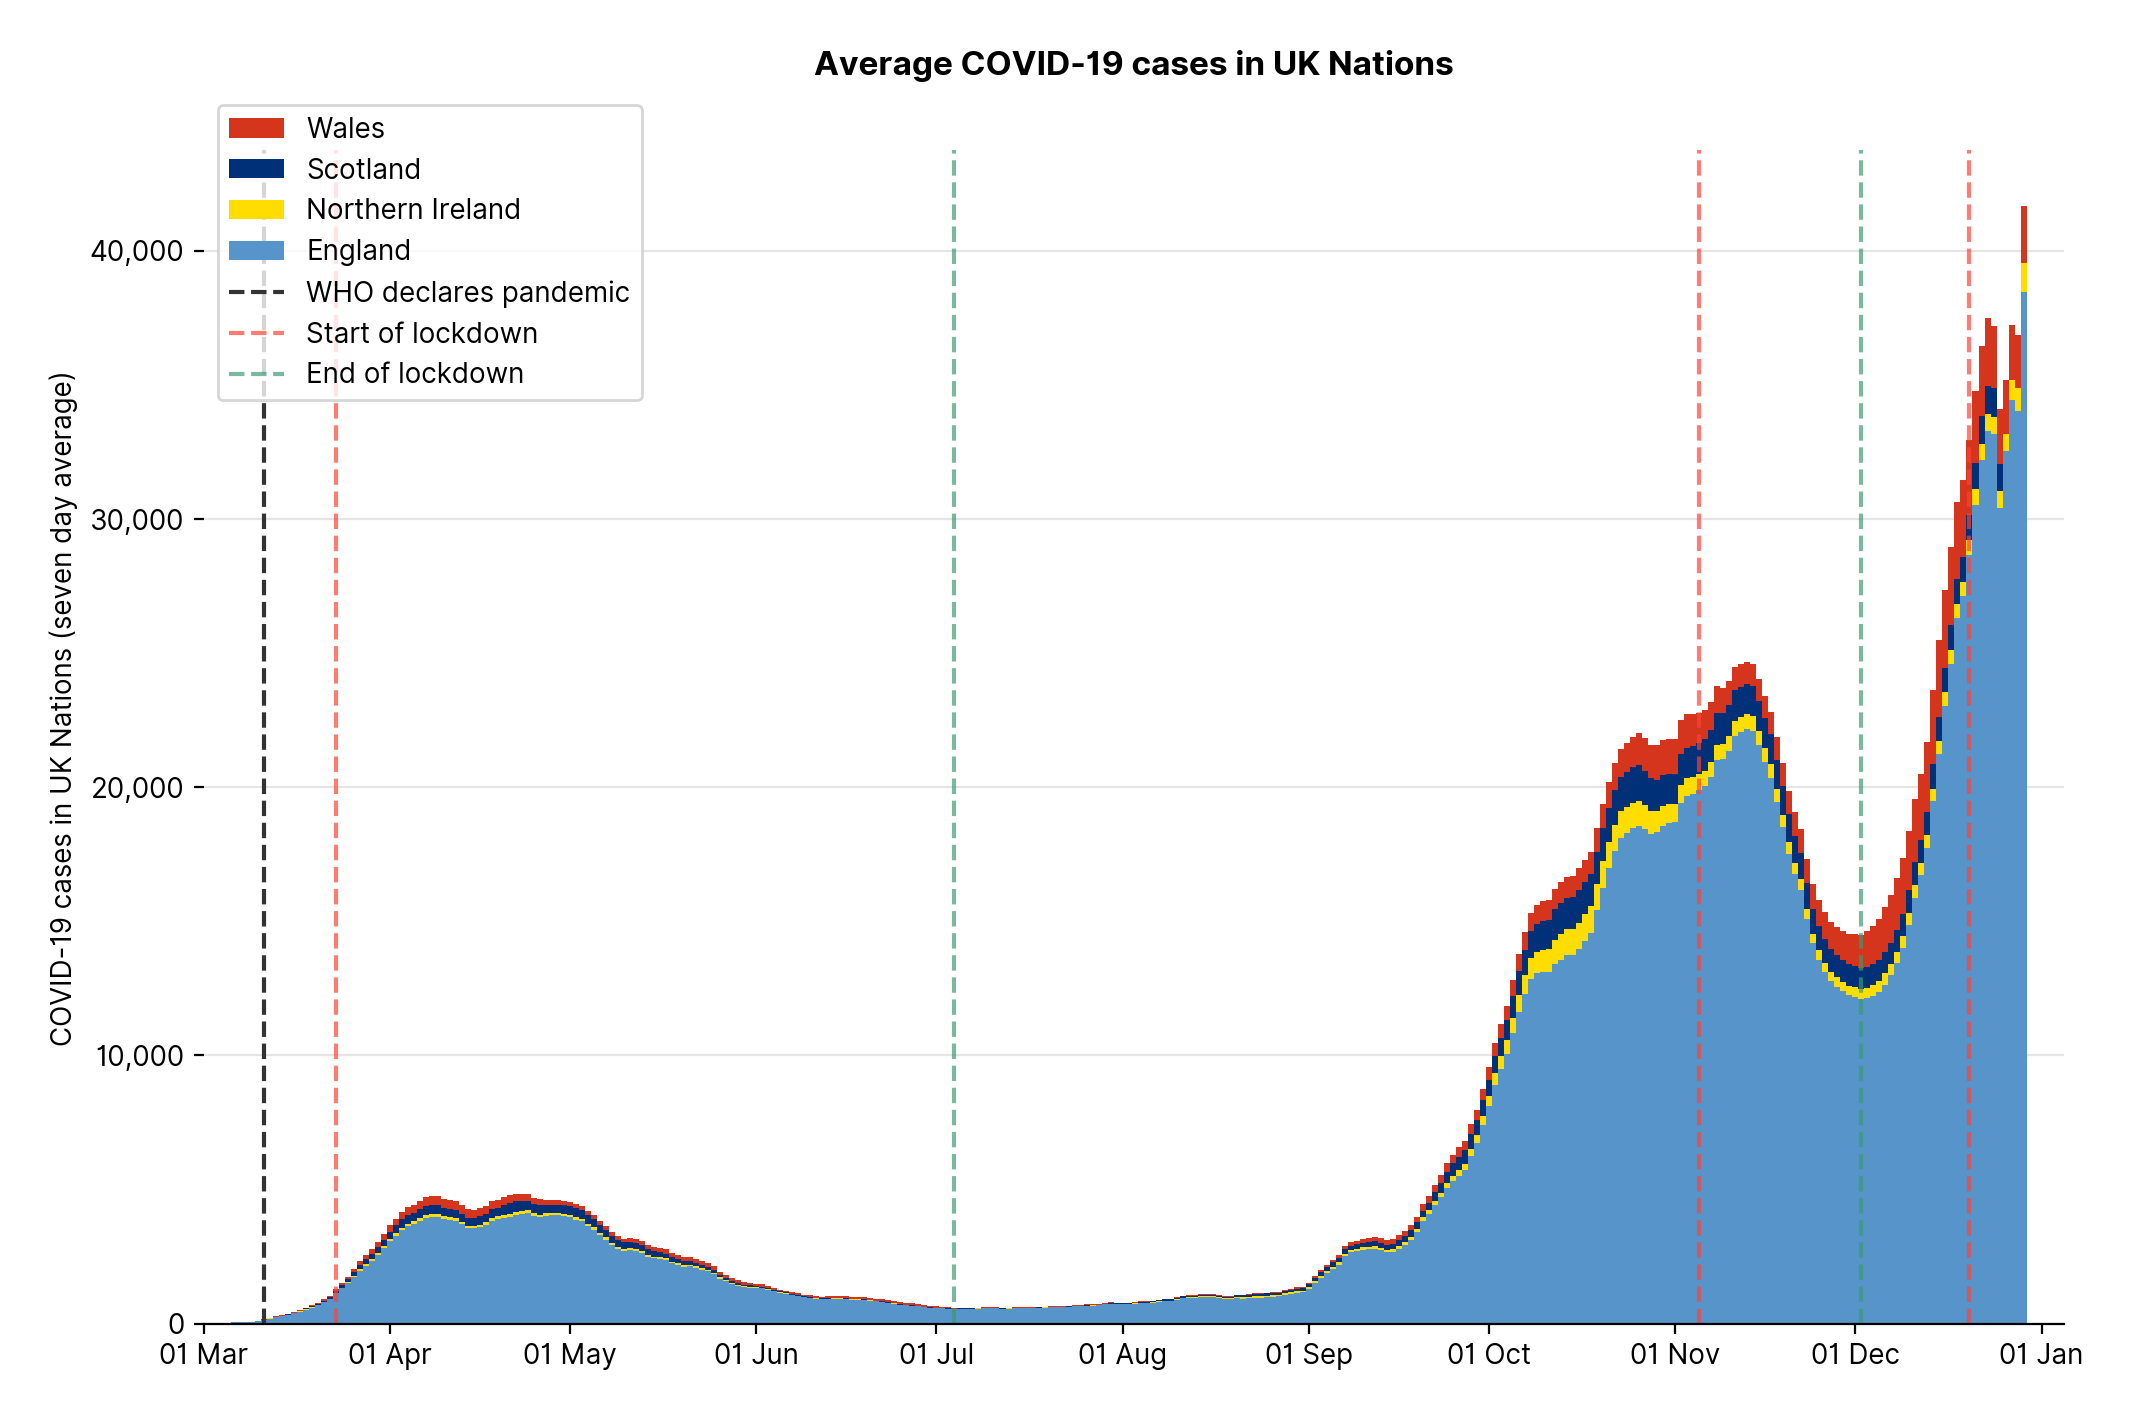 Average COVID-19 cases in UK Nations
Wales
Scotland
Northern Ireland
England
WHO declares pandemic
Start of lockdown
End of lockdown
COVID-19 cases in UK Nations (seven day average)
40,000
30,000
20,000
10,000
0
01 Mar 01 Apr 01 May 01 Jun 01 Jul 01 Aug 01 Sep 01 Oct 01 Nov 01 Dec 01 Jan